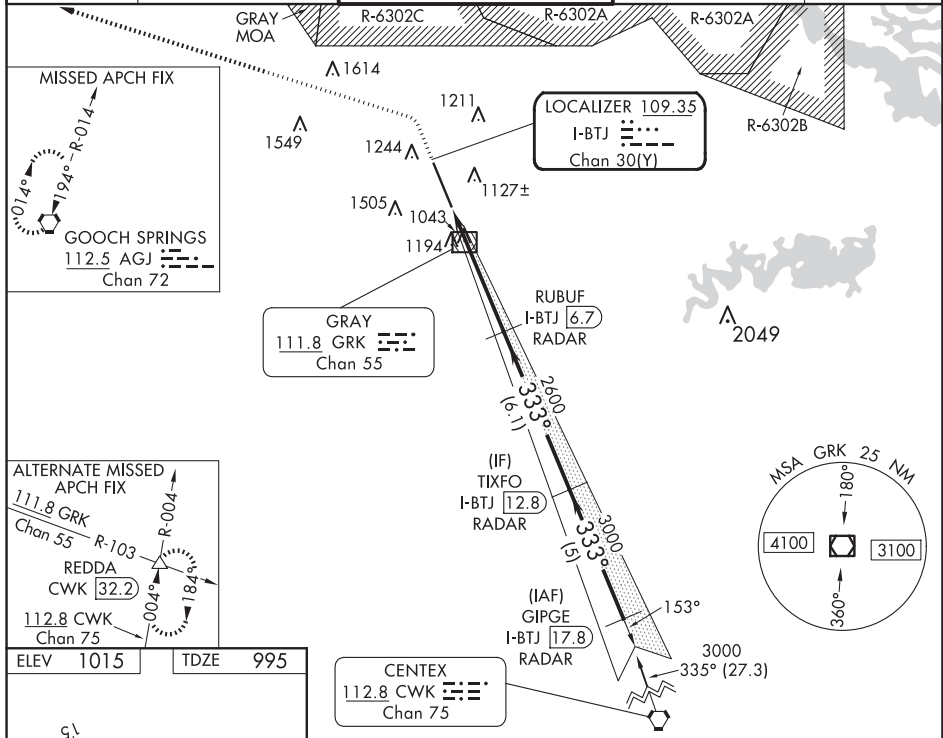 GRAY
MOA
R-6302C
R-6302A
R-6302A
R-6302B
1614
1211
1549
1244
1127±
1505
1043
1194
LOCALIZER 109.35
I-BTJ
Chan 30(Y)
MISSED APCH FIX
R-014
194°
014°
GOOCH SPRINGS
112.5 AGJ
Chan 72
GRAY
111.8 GRK
Chan 55
RUBUF
I-BTJ 6.7
RADAR
2049
2600
333°
(6.1)
(IF)
TIXFO
I-BTJ 12.8
RADAR
3000
333°
(5)
(IAF)
GIPGE
I-BTJ 17.8
RADAR
153°
3000
335° (27.3)
CENTEX
112.8 CWK
Chan 75
MSA GRK 25 NM
180°
4100
3100
360°
ALTERNATE MISSED
APCH FIX
111.8 GRK
Chan 55
R-103
R-004
REDDA
CWK 32.2
004°
184°
112.8 CWK
Chan 75
ELEV 1015
TDZE 995
15